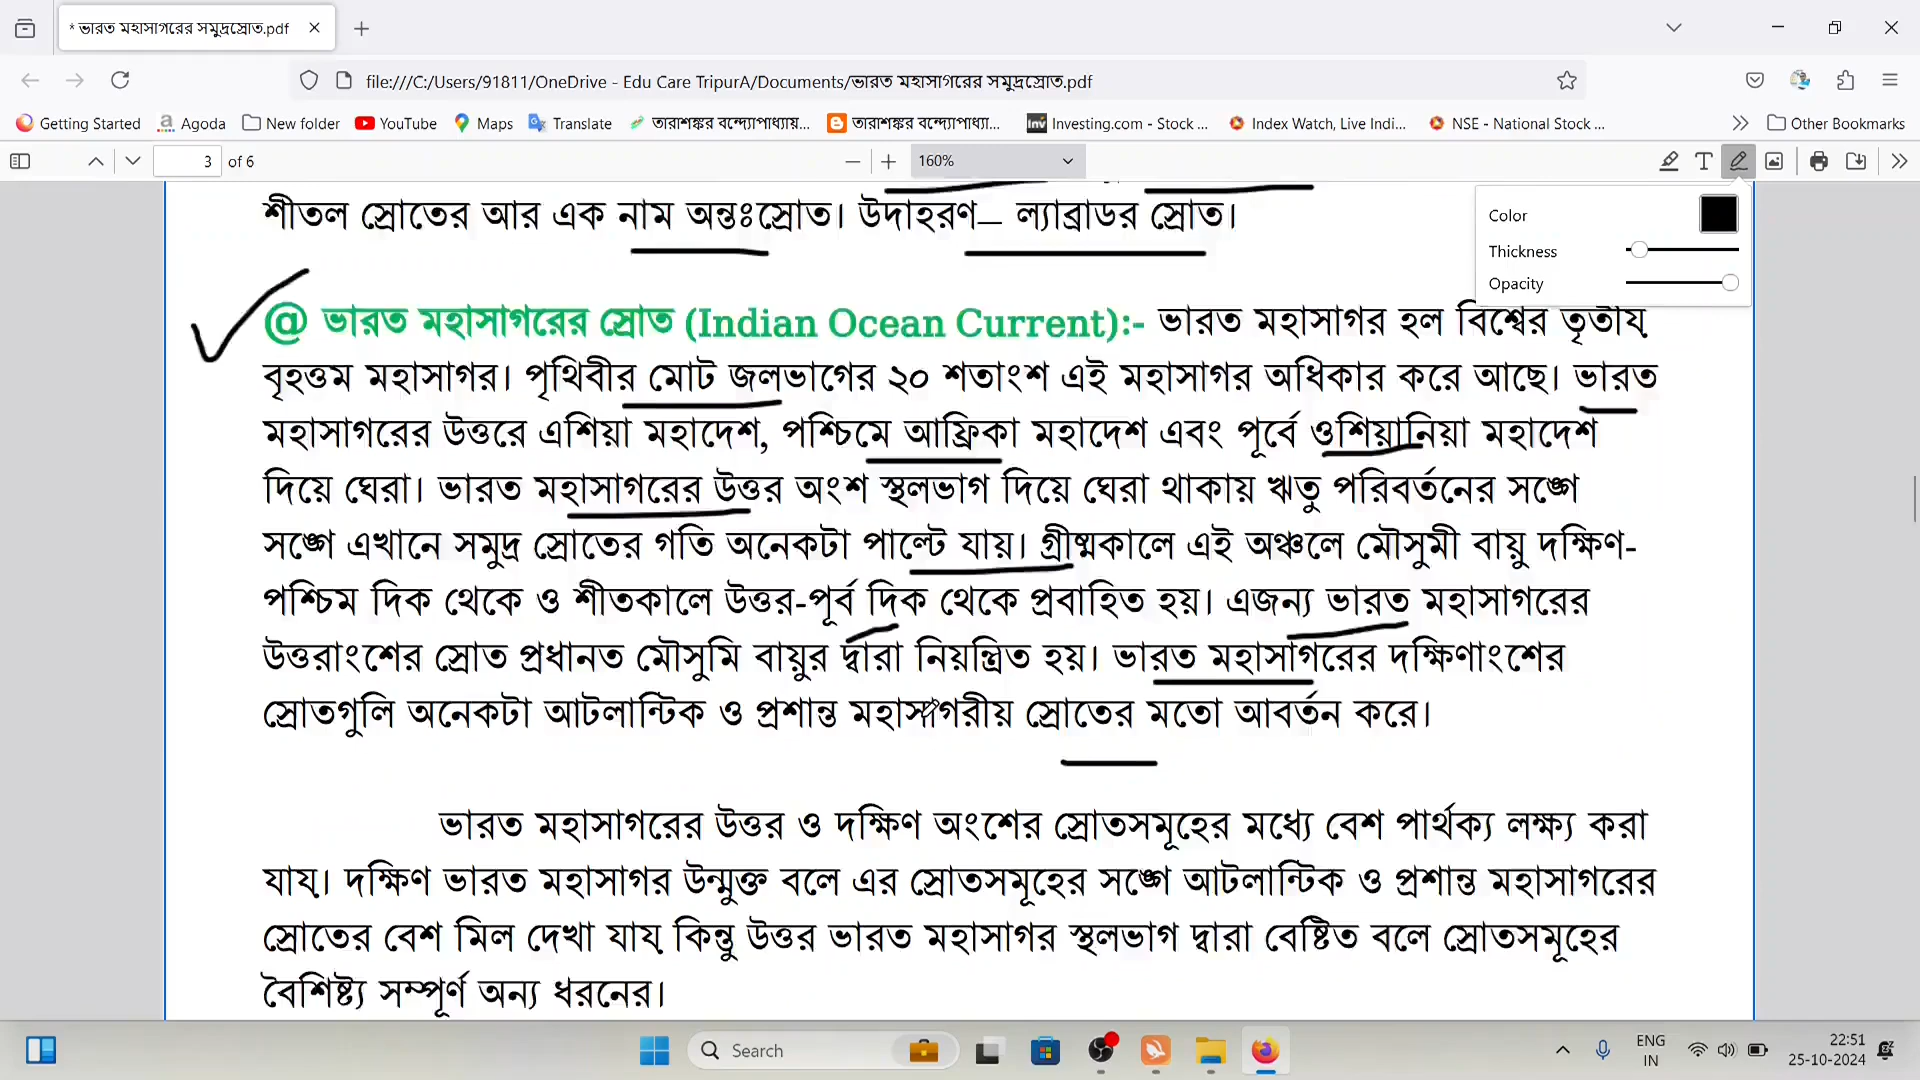 * ভারত মহাসাগরের সমুদ্রস্রোত.pdf
file:///C:/Users/91811/OneDrive - Edu Care TripurA/Documents/ভারত মহাসাগরের সমুদ্রস্রোত.pdf
Getting Started Agoda New folder YouTube Maps Translate তারাশঙ্কর বন্দ্যোপাধ্যায়... তারাশঙ্কর বন্দ্যোপাধ্যা... Investing.com - Stock ... Index Watch, Live Indi... NSE - National Stock ... Other Bookmarks
3 of 6 160%
Color
Thickness
Opacity
শীতল স্রোতের আর এক নাম অন্তঃস্রোত। উদাহরণ– ল্যাব্রাডর স্রোত।
@ ভারত মহাসাগরের স্রোত (Indian Ocean Current):- ভারত মহাসাগর হল বিশ্বের তৃতীয়
বৃহত্তম মহাসাগর। পৃথিবীর মোট জলভাগের ২০ শতাংশ এই মহাসাগর অধিকার করে আছে। ভারত
মহাসাগরের উত্তরে এশিয়া মহাদেশ, পশ্চিমে আফ্রিকা মহাদেশ এবং পূর্বে ওশিয়ানিয়া মহাদেশ
দিয়ে ঘেরা। ভারত মহাসাগরের উত্তর অংশ স্থলভাগ দিয়ে ঘেরা থাকায় ঋতু পরিবর্তনের সঙ্গে
সঙ্গে এখানে সমুদ্র স্রোতের গতি অনেকটা পাল্টে যায়। গ্রীষ্মকালে এই অঞ্চলে মৌসুমী বায়ু দক্ষিণ-
পশ্চিম দিক থেকে ও শীতকালে উত্তর-পূর্ব দিক থেকে প্রবাহিত হয়। এজন্য ভারত মহাসাগরের
উত্তরাংশের স্রোত প্রধানত মৌসুমি বায়ুর দ্বারা নিয়ন্ত্রিত হয়। ভারত মহাসাগরের দক্ষিণাংশের
স্রোতগুলি অনেকটা আটলান্টিক ও প্রশান্ত মহাসাগরীয় স্রোতের মতো আবর্তন করে।
ভারত মহাসাগরের উত্তর ও দক্ষিণ অংশের স্রোতসমূহের মধ্যে বেশ পার্থক্য লক্ষ্য করা
যায়। দক্ষিণ ভারত মহাসাগর উন্মুক্ত বলে এর স্রোতসমূহের সঙ্গে আটলান্টিক ও প্রশান্ত মহাসাগরের
স্রোতের বেশ মিল দেখা যায় কিন্তু উত্তর ভারত মহাসাগর স্থলভাগ দ্বারা বেষ্টিত বলে স্রোতসমূহের
বৈশিষ্ট্য সম্পূর্ণ অন্য ধরনের।
Search
ENG 22:51
IN 25-10-2024